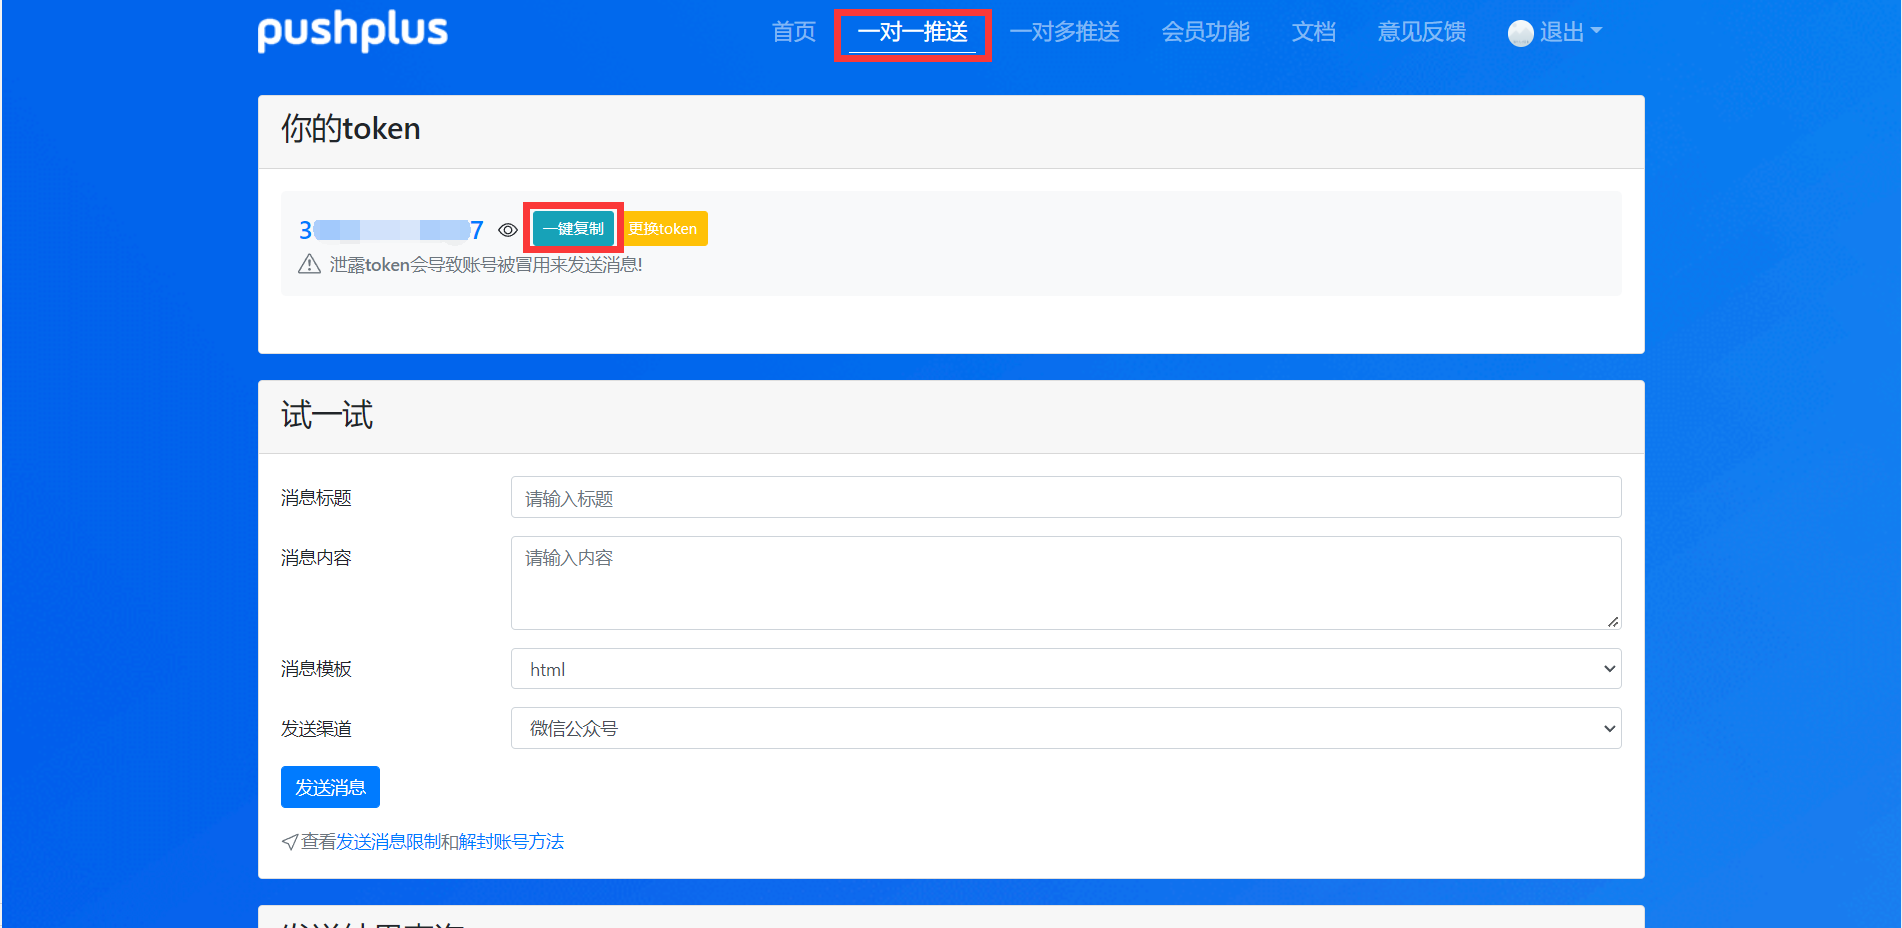 pushplus
首页 一对一推送 一对多推送 会员功能 文档 意见反馈 退出
你的token
3 7 一键复制 更换token
泄露token会导致账号被冒用来发送消息!
试一试
消息标题 请输入标题
消息内容 请输入内容
消息模板 html
发送渠道 微信公众号
发送消息
查看发送消息限制和解封账号方法